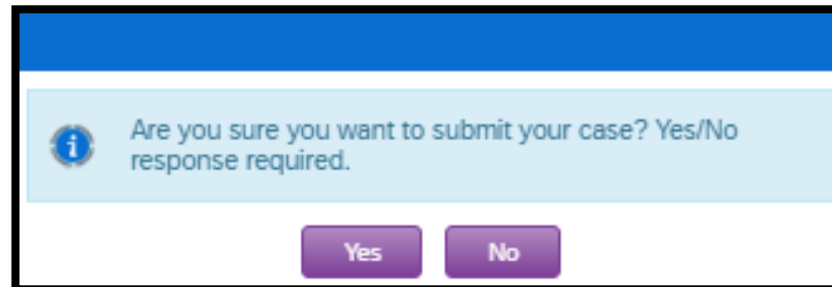 Are you sure you want to submit your case? Yes/No
response required.
Yes No